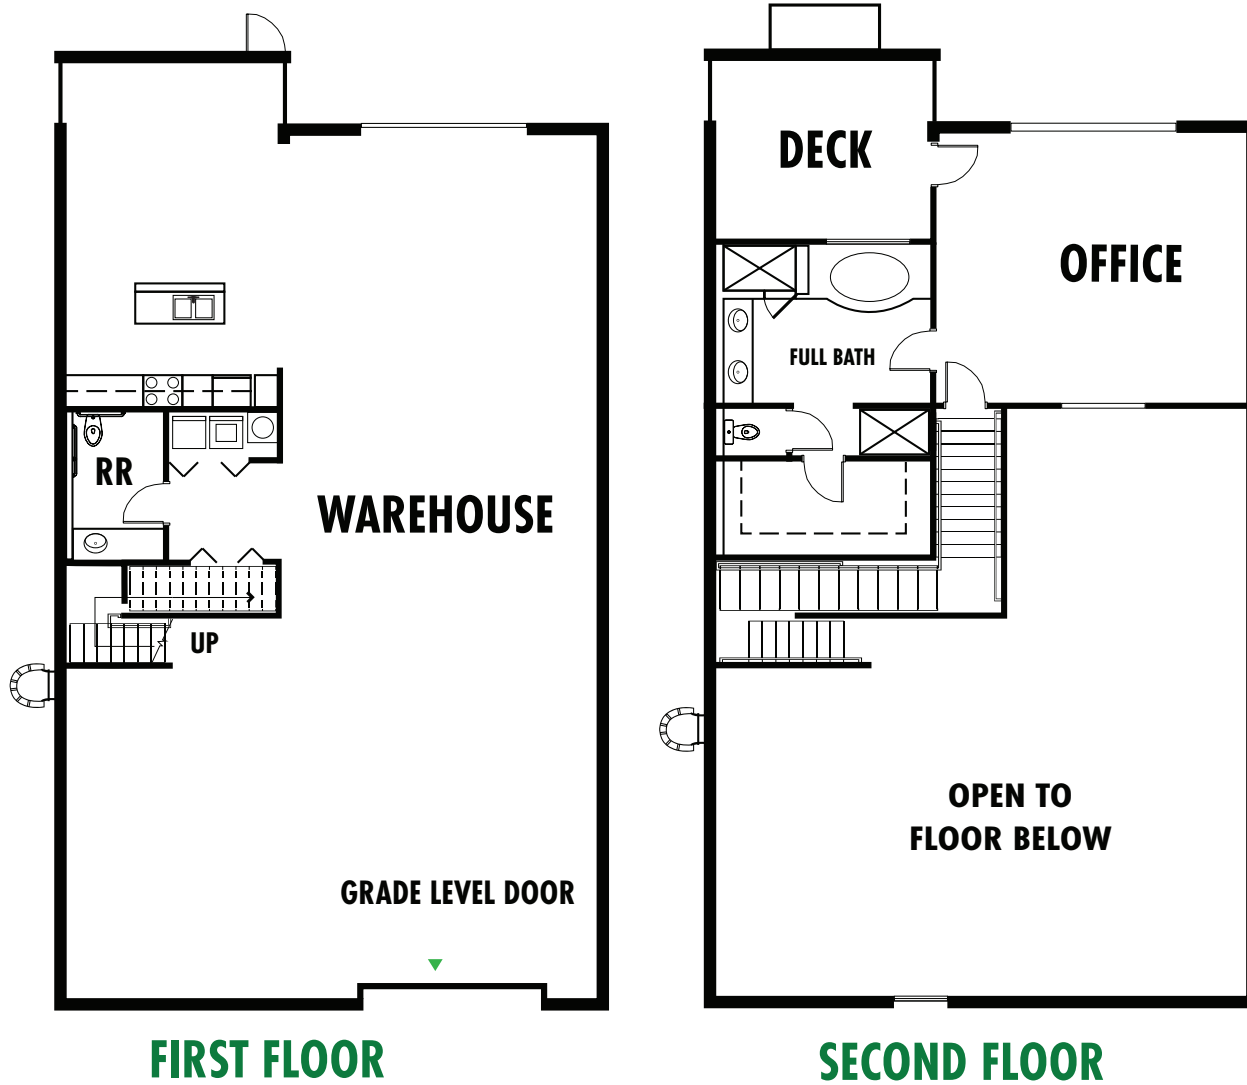 RR
WAREHOUSE
UP
GRADE LEVEL DOOR
FIRST FLOOR
DECK
OFFICE
FULL BATH
OPEN TO
FLOOR BELOW
SECOND FLOOR